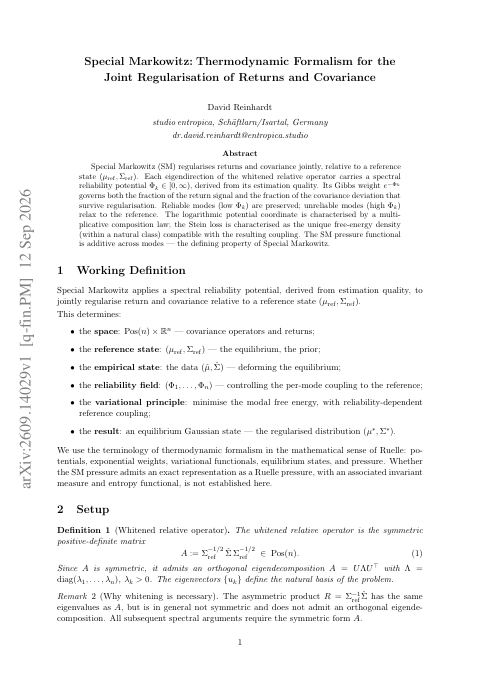 Special Markowitz: Thermodynamic Formalism for the
Joint Regularisation of Returns and Covariance
David Reinhardt
studio entropica, Schäftlarn/Isartal, Germany
dr.david.reinhardt@entropica.studio
Abstract
Special Markowitz (SM) regularises returns and covariance jointly, relative to a reference
state (μref, Σref). Each eigendirection of the whitened relative operator carries a spectral
reliability potential Φk ∈ [0, ∞), derived from its estimation quality. Its Gibbs weight e^−Φk
governs both the fraction of the return signal and the fraction of the covariance deviation that
survive regularisation. Reliable modes (low Φk) are preserved; unreliable modes (high Φk)
relax to the reference. The logarithmic potential coordinate is characterised by a multi-
plicative composition law; the Stein loss is characterised as the unique free-energy density
(within a natural class) compatible with the resulting coupling. The SM pressure functional
is additive across modes — the defining property of Special Markowitz.
1 Working Definition
Special Markowitz applies a spectral reliability potential, derived from estimation quality, to
jointly regularise return and covariance relative to a reference state (μref, Σref).
This determines:
• the space: Pos(n) × ℝⁿ — covariance operators and returns;
• the reference state: (μref, Σref) — the equilibrium, the prior;
• the empirical state: the data (μ̂, Σ̂) — deforming the equilibrium;
• the reliability field: (Φ1, . . . , Φn) — controlling the per-mode coupling to the reference;
• the variational principle: minimise the modal free energy, with reliability-dependent
reference coupling;
• the result: an equilibrium Gaussian state — the regularised distribution (μ*, Σ*).
We use the terminology of thermodynamic formalism in the mathematical sense of Ruelle: po-
tentials, exponential weights, variational functionals, equilibrium states, and pressure. Whether
the SM pressure admits an exact representation as a Ruelle pressure, with an associated invariant
measure and entropy functional, is not established here.
2 Setup
Definition 1 (Whitened relative operator). The whitened relative operator is the symmetric
positive-definite matrix
A := Σref^−1/2 Σ̂ Σref^−1/2 ∈ Pos(n). (1)
Since A is symmetric, it admits an orthogonal eigendecomposition A = UΛU⊤ with Λ =
diag(λ1, . . . , λn), λk > 0. The eigenvectors {uk} define the natural basis of the problem.
Remark 2 (Why whitening is necessary). The asymmetric product R = Σref^−1 Σ̂ has the same
eigenvalues as A, but is in general not symmetric and does not admit an orthogonal eigende-
composition. All subsequent spectral arguments require the symmetric form A.
1
arXiv:2609.14029v1 [q-fin.PM] 12 Sep 2026